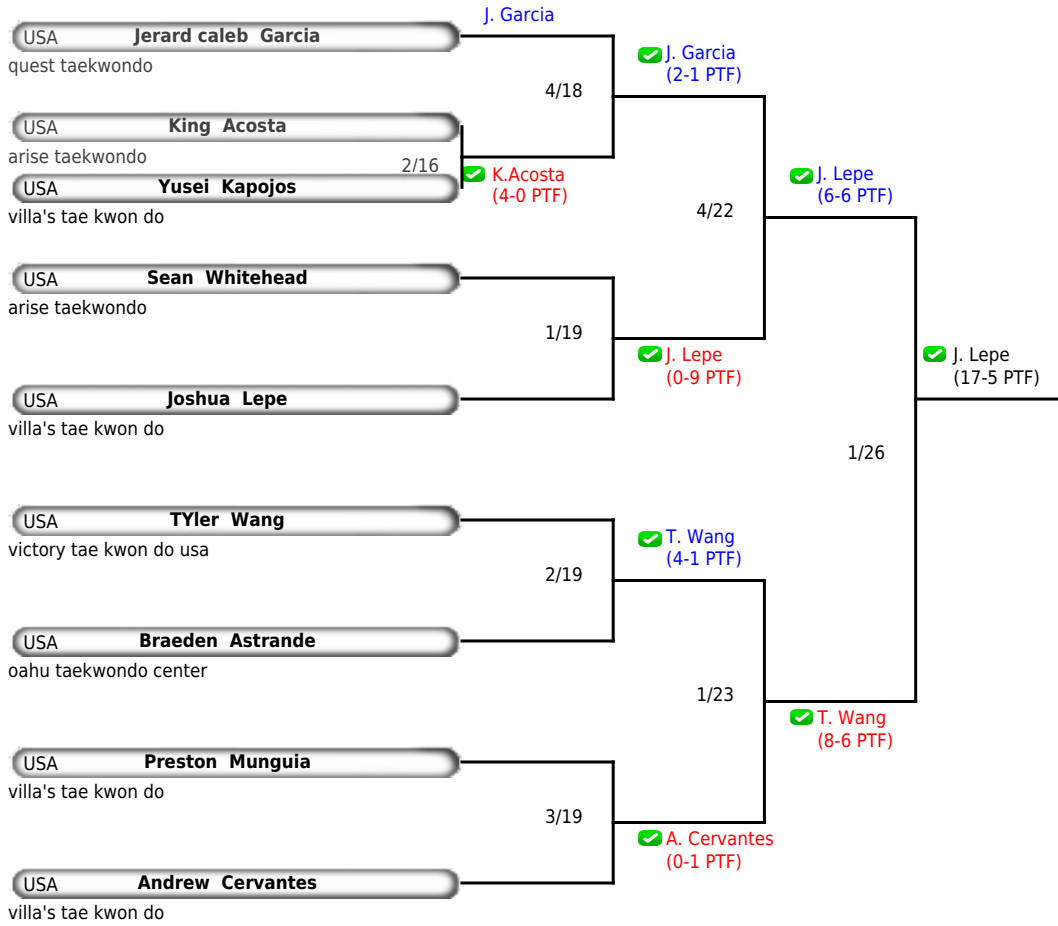 J. Garcia
USA Jerard caleb Garcia
quest taekwondo
J. Garcia
(2-1 PTF)
4/18
USA King Acosta
arise taekwondo
2/16
K.Acosta
(4-0 PTF)
USA Yusei Kapojos
villa's tae kwon do
J. Lepe
(6-6 PTF)
4/22
USA Sean Whitehead
arise taekwondo
1/19
J. Lepe
(0-9 PTF)
J. Lepe
(17-5 PTF)
USA Joshua Lepe
villa's tae kwon do
1/26
USA TYler Wang
victory tae kwon do usa
T. Wang
(4-1 PTF)
2/19
USA Braeden Astrande
oahu taekwondo center
1/23
T. Wang
(8-6 PTF)
USA Preston Munguia
villa's tae kwon do
3/19
A. Cervantes
(0-1 PTF)
USA Andrew Cervantes
villa's tae kwon do